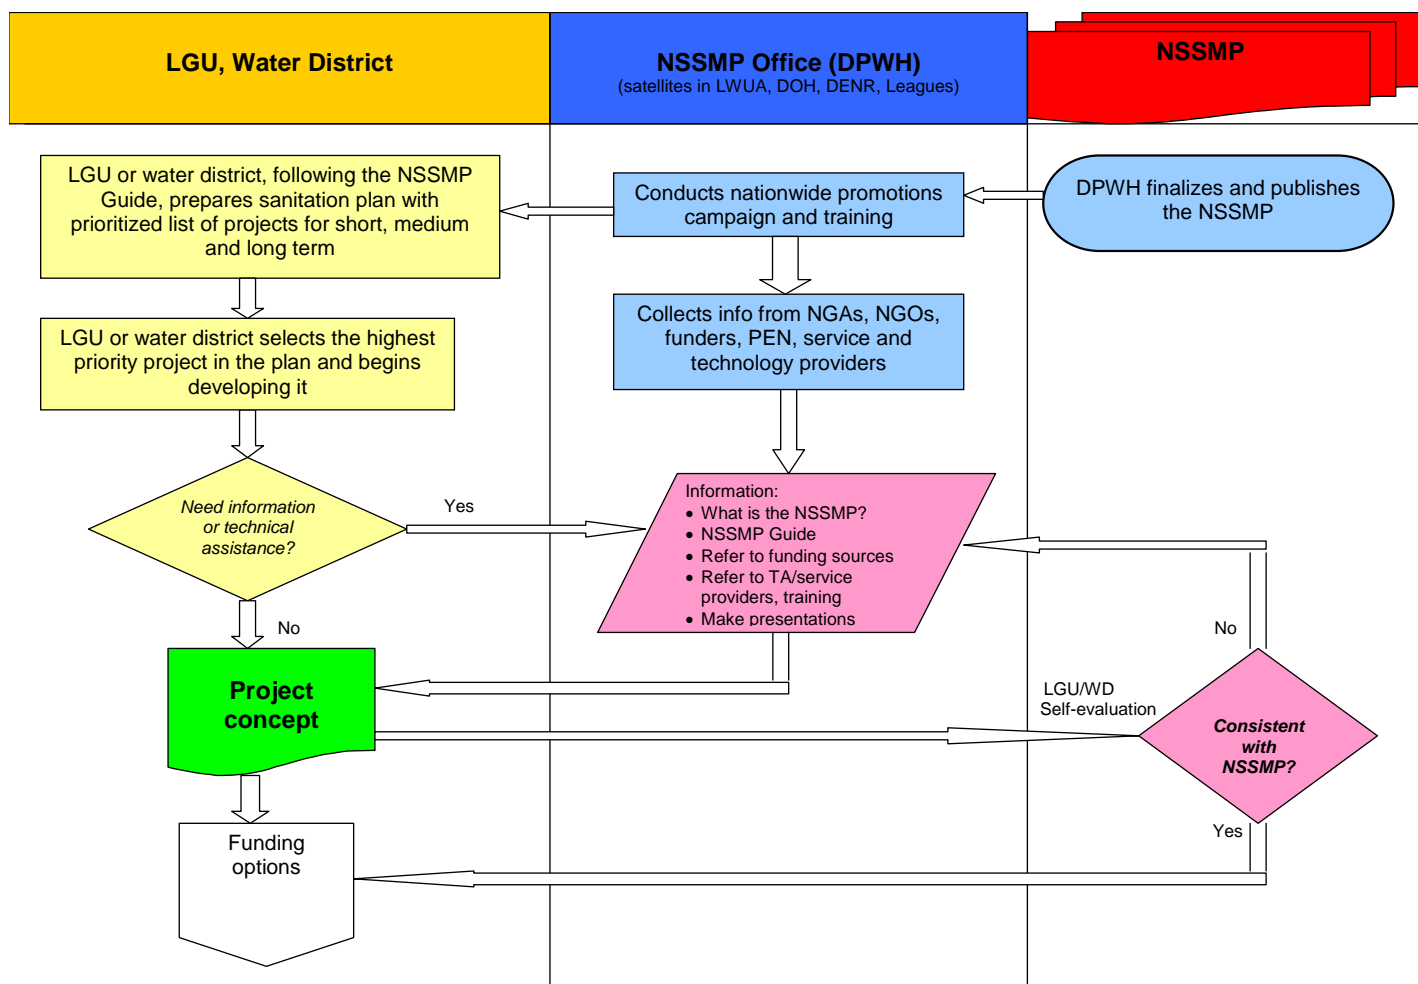 LGU, Water District
NSSMP Office (DPWH)
(satellites in LWUA, DOH, DENR, Leagues)
NSSMP
LGU or water district, following the NSSMP
Guide, prepares sanitation plan with
prioritized list of projects for short, medium
and long term
Conducts nationwide promotions
campaign and training
DPWH finalizes and publishes
the NSSMP
LGU or water district selects the highest
priority project in the plan and begins
developing it
Collects info from NGAs, NGOs,
funders, PEN, service and
technology providers
Need information
or technical
assistance?
Yes
Information:
• What is the NSSMP?
• NSSMP Guide
• Refer to funding sources
• Refer to TA/service
providers, training
• Make presentations
No
No
Project
concept
LGU/WD
Self-evaluation
Consistent
with
NSSMP?
Yes
Funding
options